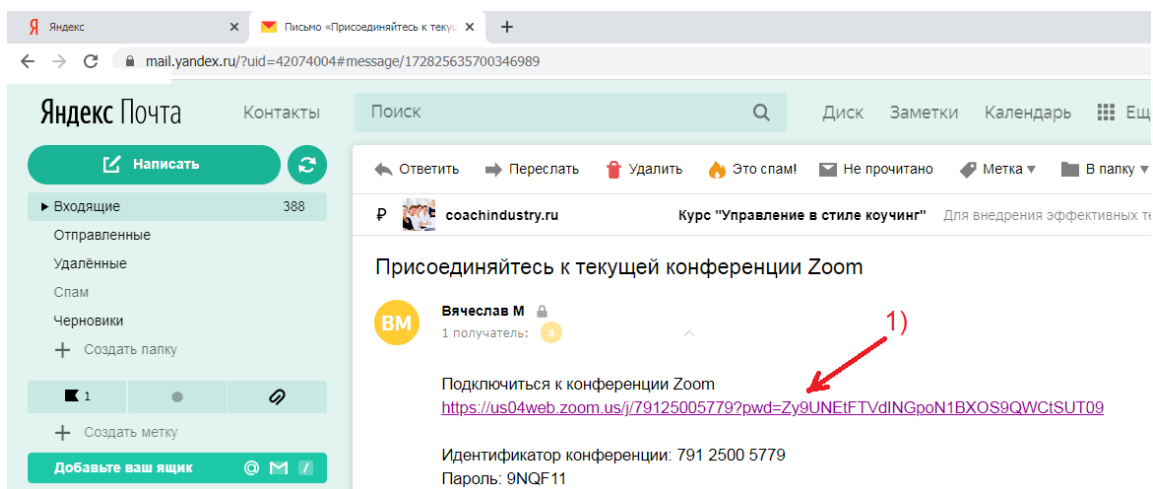 Я Яндекс
Письмо «Присоединяйтесь к теку
mail.yandex.ru/?uid=42074004#message/172825635700346989
Яндекс Почта Контакты Поиск Диск Заметки Календарь Ещ
Написать
Ответить Переслать Удалить Это спам! Не прочитано Метка В папку
Входящие 388
coachindustry.ru Курс "Управление в стиле коучинг" Для внедрения эффективных те
Отправленные
Удалённые
Спам
Черновики
+ Создать папку
1
+ Создать метку
Добавьте ваш ящик
Присоединяйтесь к текущей конференции Zoom
ВМ Вячеслав М
1 получатель:
1)
Подключиться к конференции Zoom
https://us04web.zoom.us/j/79125005779?pwd=Zy9UNEtFTVdINGpoN1BXOS9QWCtSUT09
Идентификатор конференции: 791 2500 5779
Пароль: 9NQF11